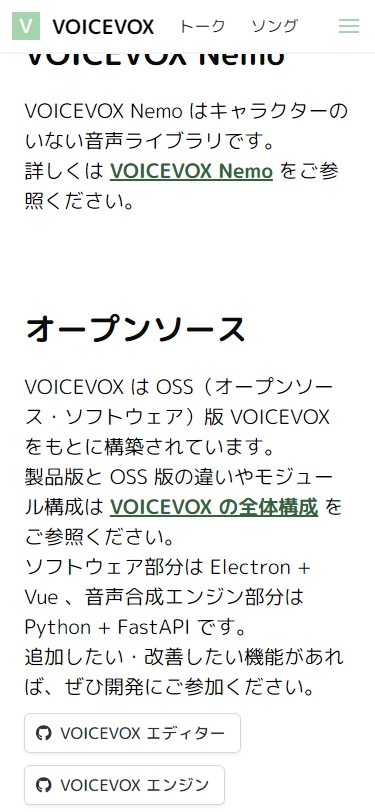 V VOICEVOX トーク ソング
VOICEVOX Nemo
VOICEVOX Nemo はキャラクターの
いない音声ライブラリです。
詳しくは VOICEVOX Nemo をご参
照ください。
オープンソース
VOICEVOX は OSS（オープンソー
ス・ソフトウェア）版 VOICEVOX
をもとに構築されています。
製品版と OSS 版の違いやモジュー
ル構成は VOICEVOX の全体構成 を
ご参照ください。
ソフトウェア部分は Electron +
Vue 、音声合成エンジン部分は
Python + FastAPI です。
追加したい・改善したい機能があれ
ば、ぜひ開発にご参加ください。
VOICEVOX エディター
VOICEVOX エンジン